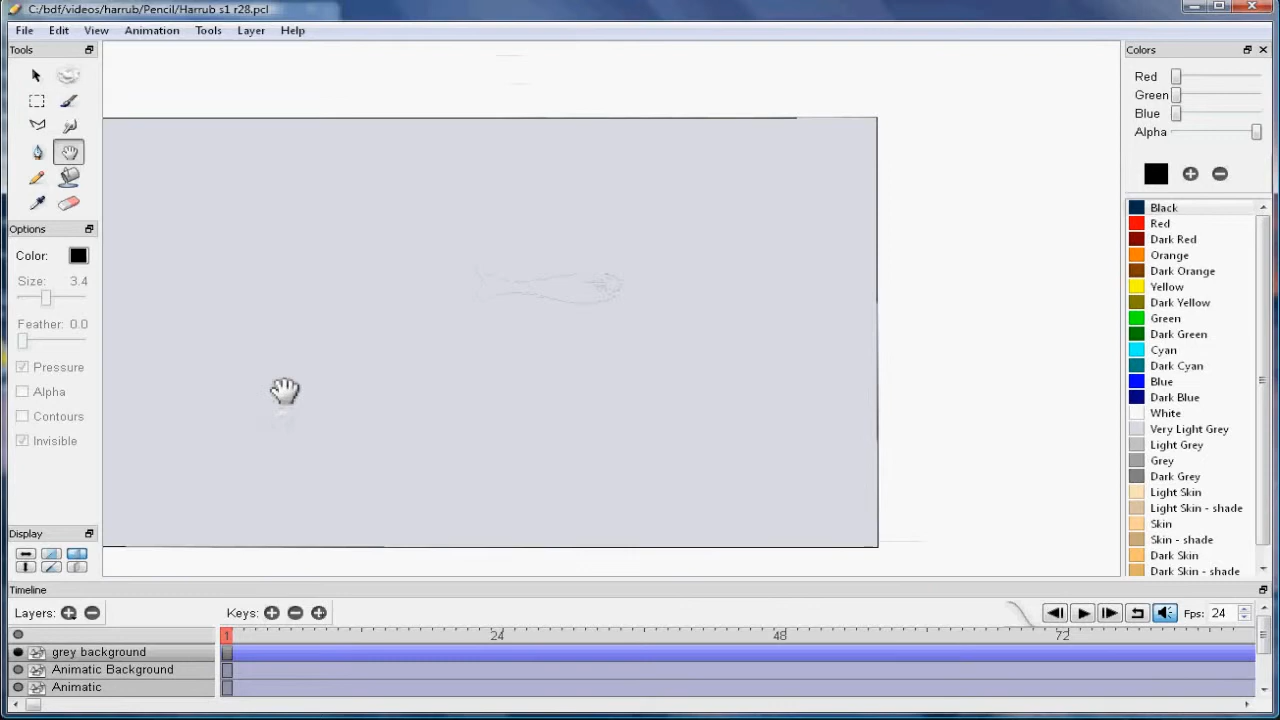 C:/bdf/videos/harrub/Pencil/Harrub s1 r28.pcl
File Edit View Animation Tools Layer Help
Tools
Options
Color:
Size: 3.4
Feather: 0.0
Pressure
Alpha
Contours
Invisible
Display
Colors
Red
Green
Blue
Alpha
Black
Red
Dark Red
Orange
Dark Orange
Yellow
Dark Yellow
Green
Dark Green
Cyan
Dark Cyan
Blue
Dark Blue
White
Very Light Grey
Light Grey
Grey
Dark Grey
Light Skin
Light Skin - shade
Skin
Skin - shade
Dark Skin
Dark Skin - shade
Timeline
Layers: Keys: Fps: 24
1 24 48 72
grey background
Animatic Background
Animatic